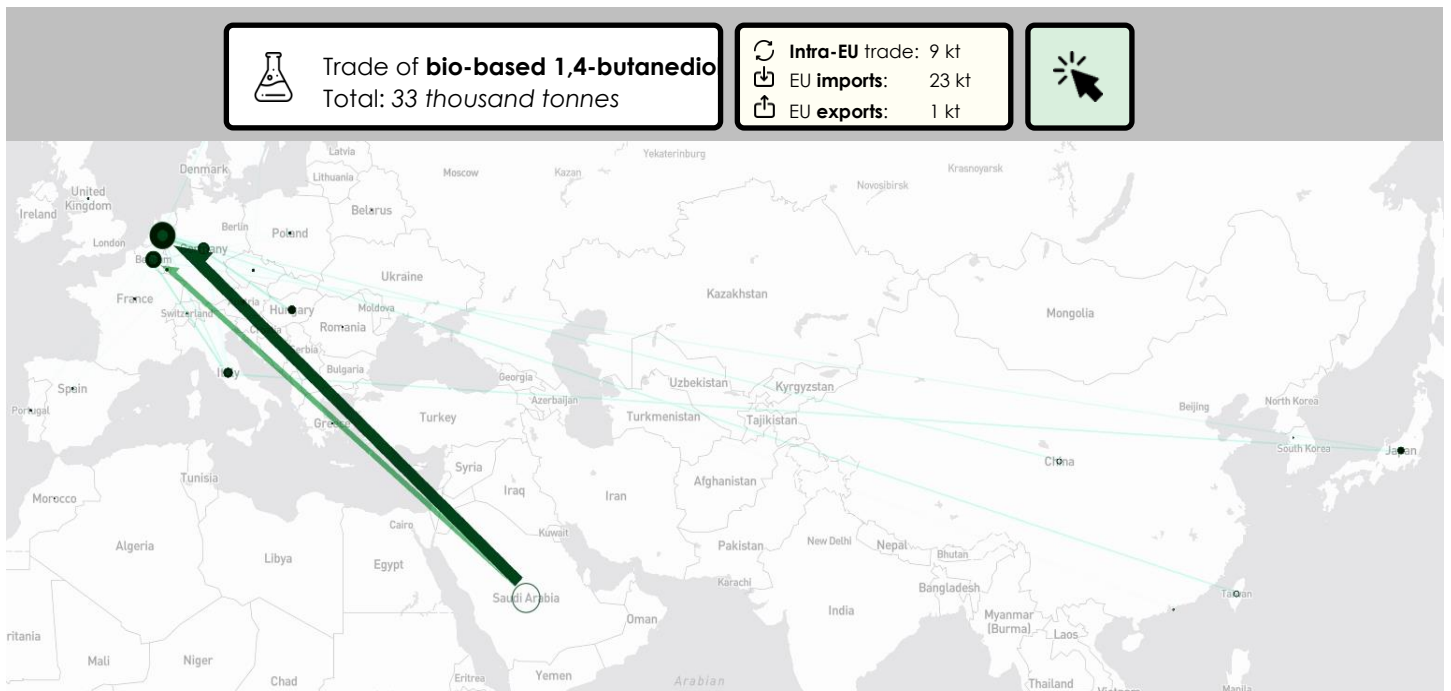 Trade of bio-based 1,4-butanedio
Total: 33 thousand tonnes
Intra-EU trade: 9 kt
EU imports: 23 kt
EU exports: 1 kt
Latvia
Yekaterinburg
Denmark
Lithuania
Moscow
Kazan
Krasnoyarsk
Novosibirsk
United
Kingdom
Ireland
Belarus
Berlin
Poland
London
Ukraine
France
Kazakhstan
Switzerland
Hungary
Moldova
Mongolia
Romania
Serbia
Bulgaria
Italy
Spain
Georgia
Uzbekistan
Kyrgyzstan
Azerbaijan
Beijing
North Korea
Portugal
Greece
Turkey
Turkmenistan
Tajikistan
South Korea
Japan
China
Syria
Tunisia
Iraq
Iran
Afghanistan
Morocco
Cairo
Kuwait
Algeria
Libya
Egypt
Pakistan
New Delhi
Nepal
Bhutan
Karachi
Saudi Arabia
Bangladesh
Taiwan
India
Oman
Myanmar
(Burma)
Laos
ritania
Mali
Niger
Chad
Eritrea
Yemen
Arabian
Thailand
Vietnam
Manila